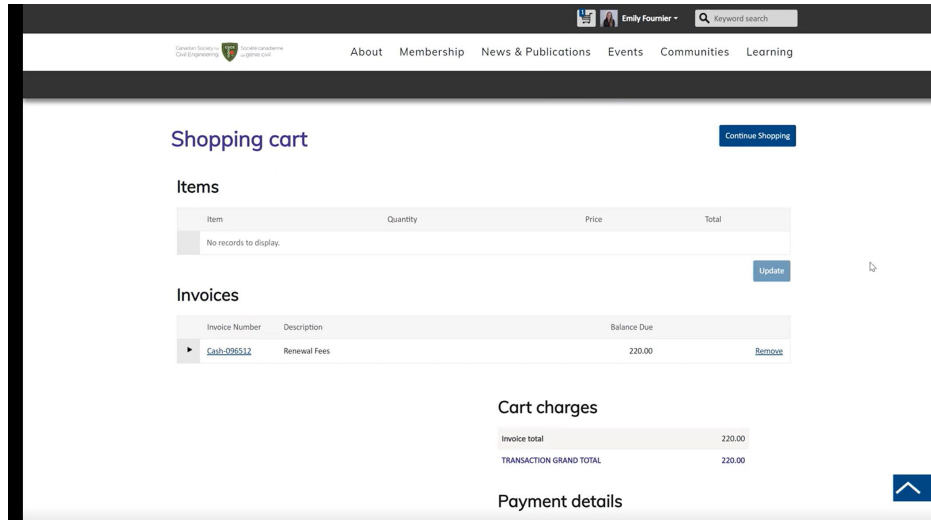 1
Emily Fournier
Keyword search
Canadian Society for
Civil Engineering
CSCE
Société canadienne
de génie civil
About Membership News & Publications Events Communities Learning
Shopping cart
Continue Shopping
Items
Item Quantity Price Total
No records to display.
Update
Invoices
Invoice Number Description Balance Due
Cash-096512 Renewal Fees 220.00 Remove
Cart charges
Invoice total 220.00
TRANSACTION GRAND TOTAL 220.00
Payment details